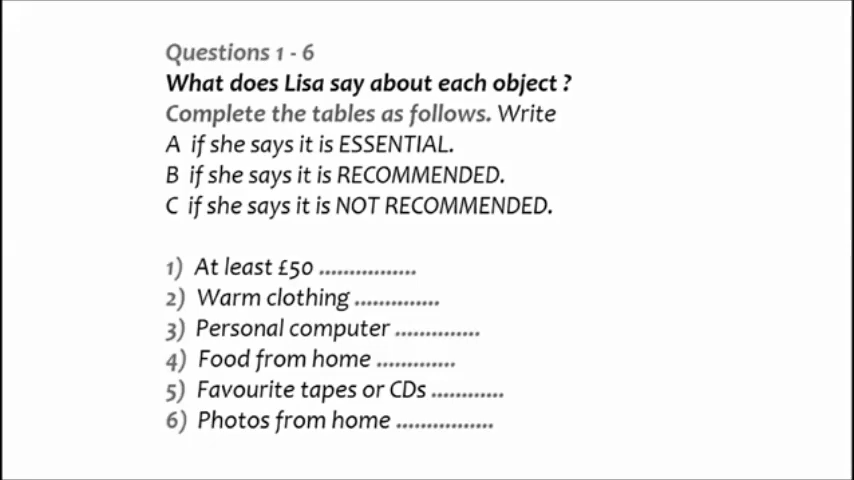 Questions 1 - 6
What does Lisa say about each object ?
Complete the tables as follows. Write
A if she says it is ESSENTIAL.
B if she says it is RECOMMENDED.
C if she says it is NOT RECOMMENDED.
1) At least £50 ................
2) Warm clothing ..............
3) Personal computer ..............
4) Food from home .............
5) Favourite tapes or CDs ............
6) Photos from home ................